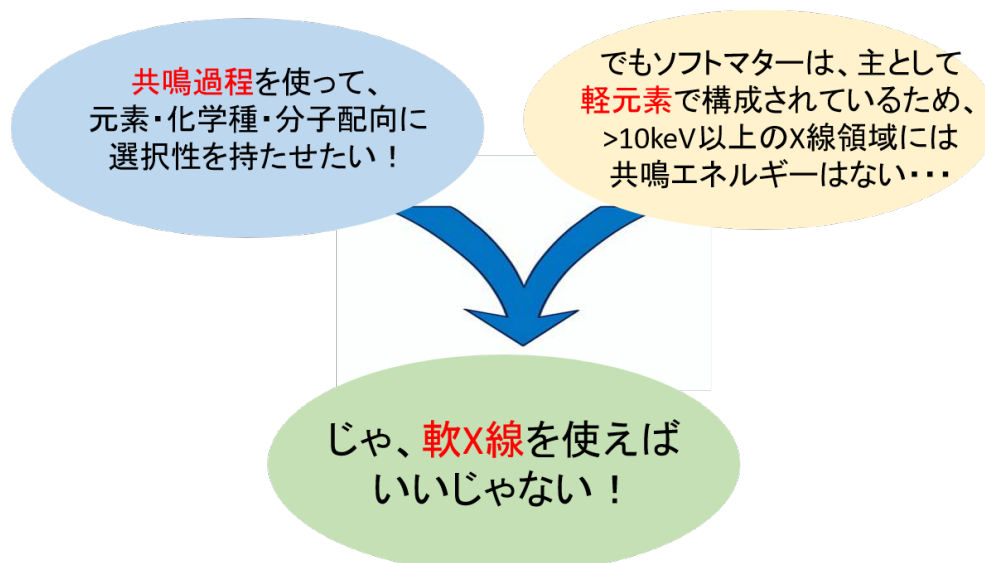 共鳴過程を使って、
元素・化学種・分子配向に
選択性を持たせたい！
でもソフトマターは、主として
軽元素で構成されているため、
>10keV以上のX線領域には
共鳴エネルギーはない・・・
じゃ、軟X線を使えば
いいじゃない！